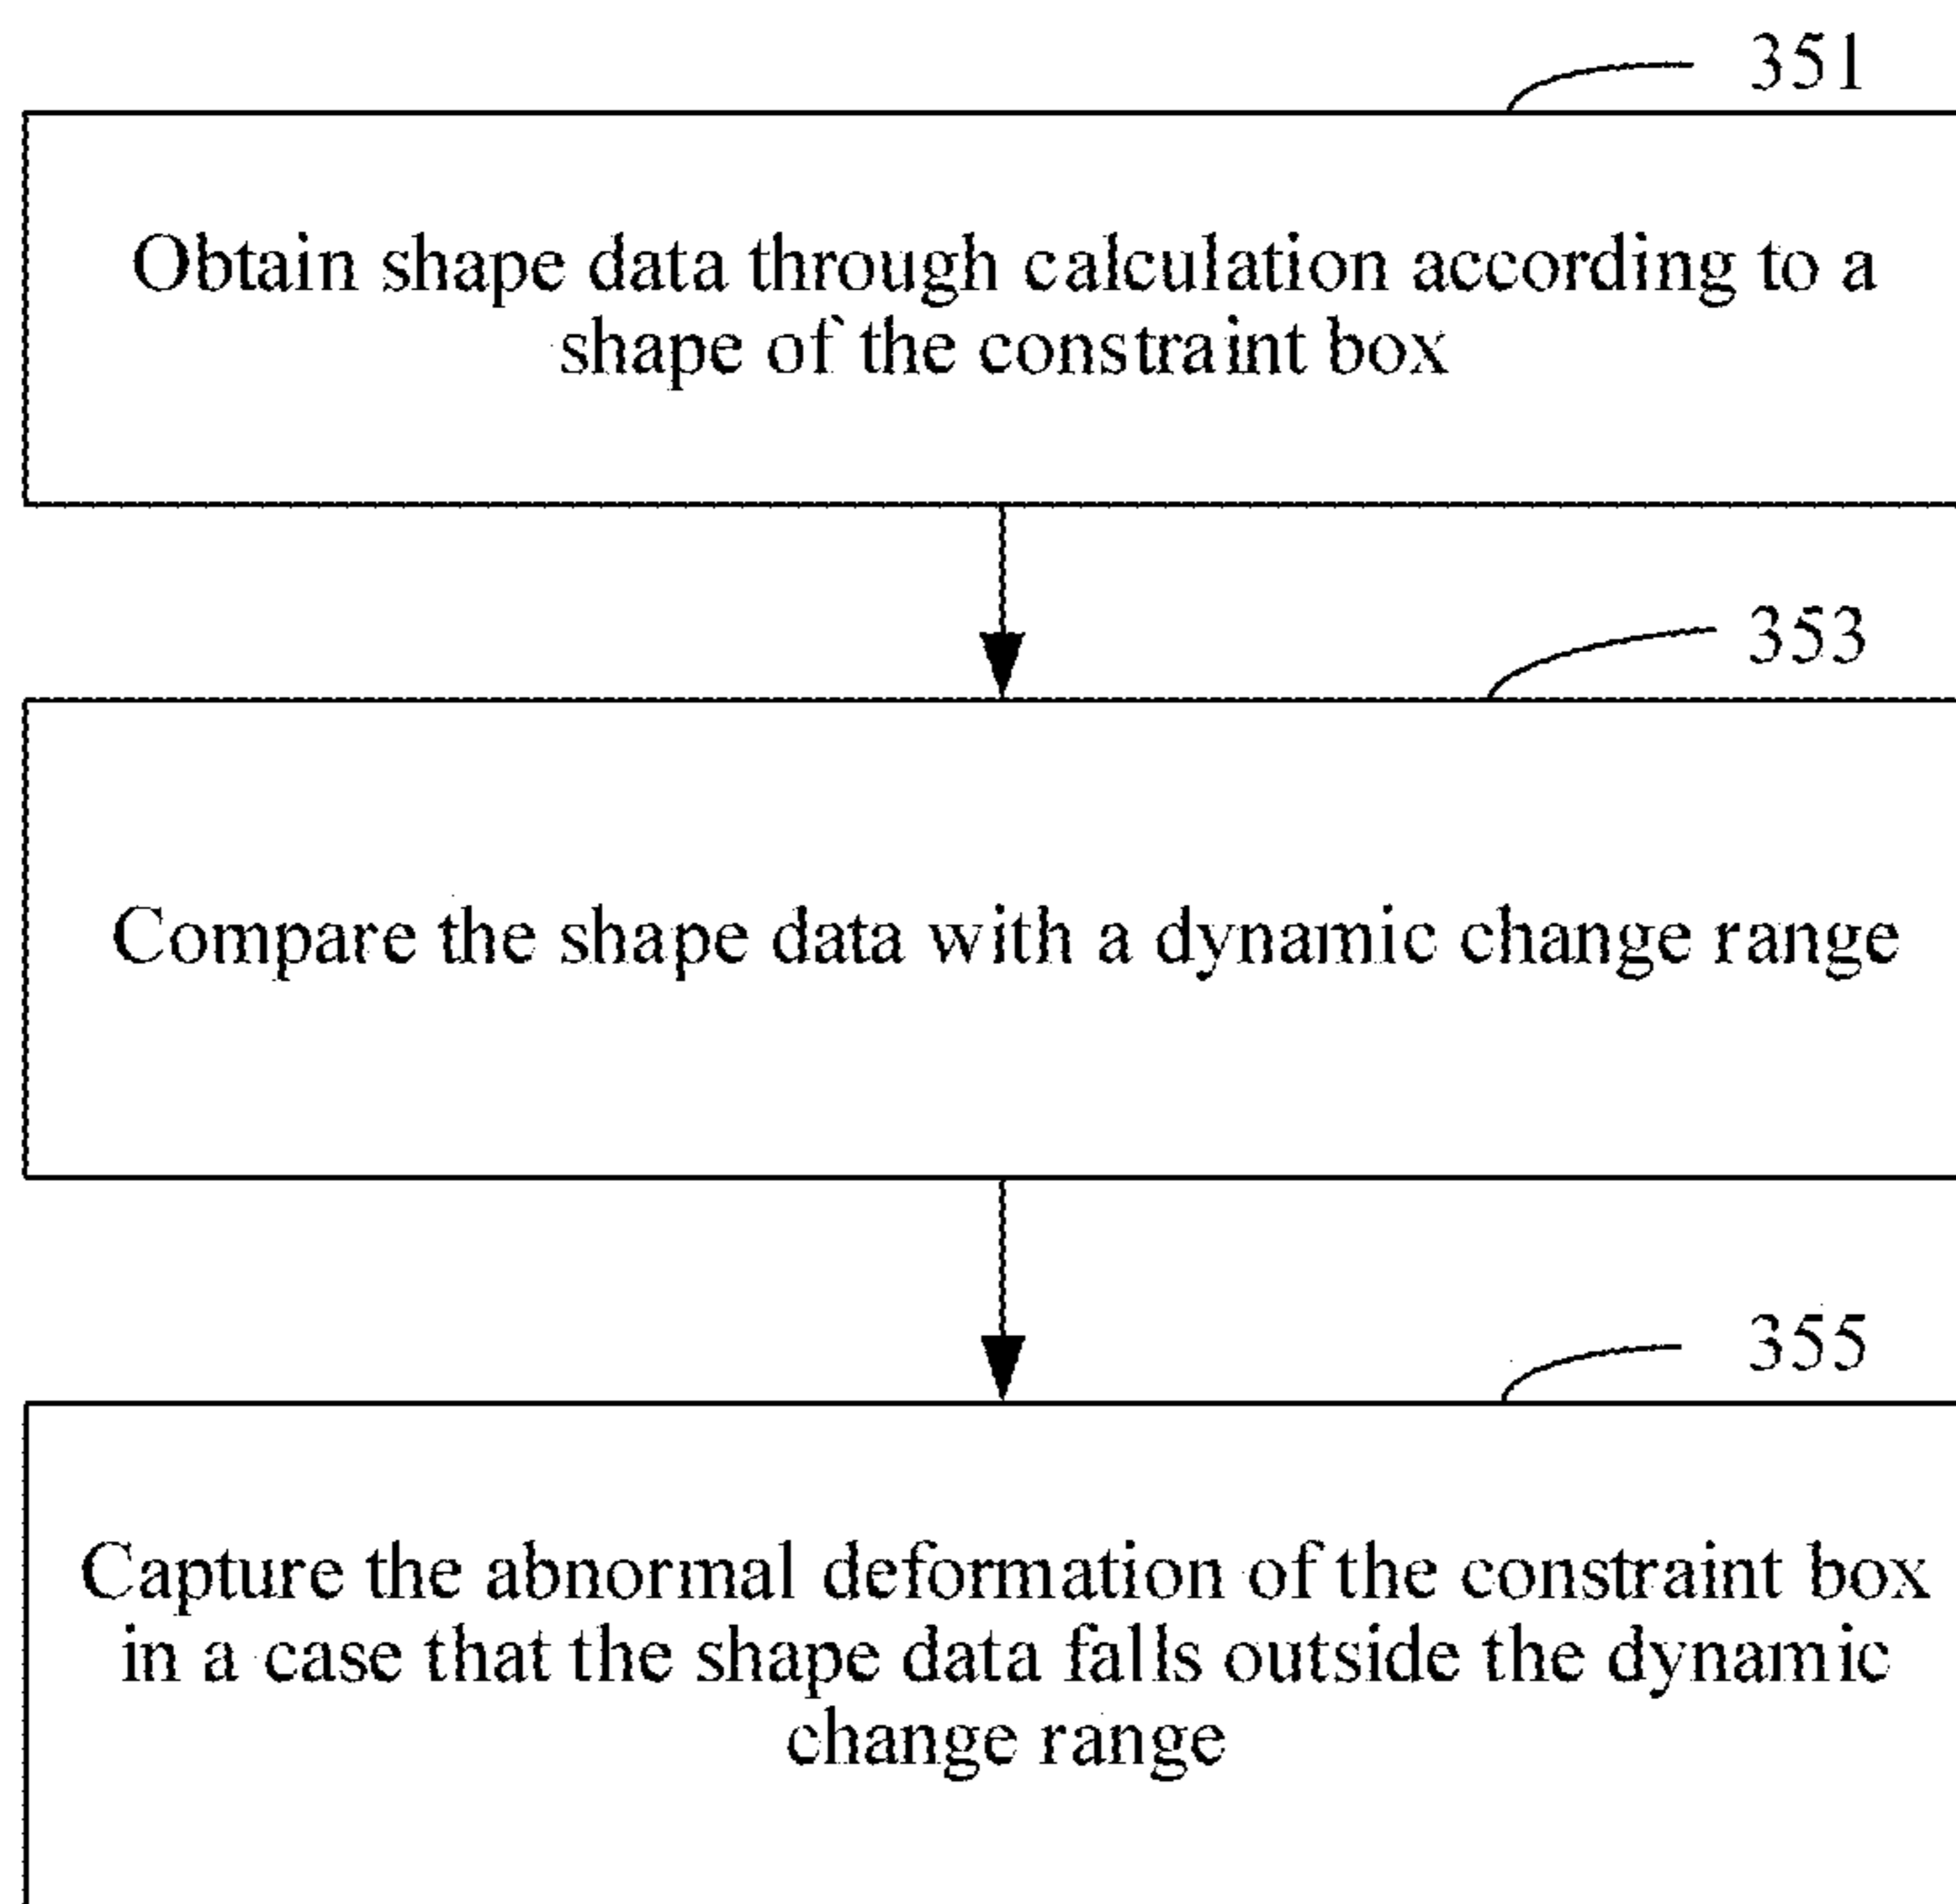 351
Obtain shape data through calculation according to a
shape of the constraint box
353
Compare the shape data with a dynamic change range
355
Capture the abnormal deformation of the constraint box
in a case that the shape data falls outside the dynamic
change range